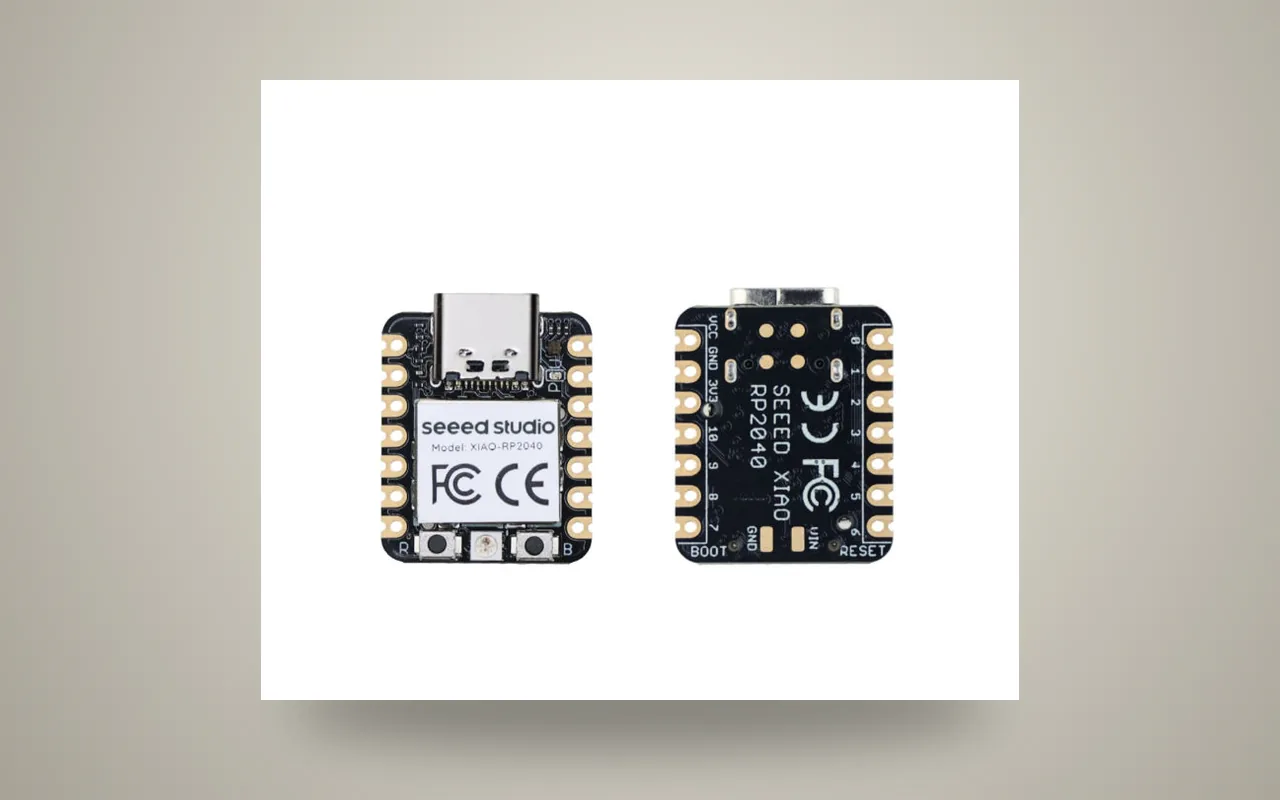 seeed studio
Model: XIAO-RP2040
FC CE
R
B
VCC
GND
3V3
10
9
8
7
0
1
2
3
4
5
6
SEEED XIAO
RP2040
CE FC
GND
VIN
BOOT
RESET